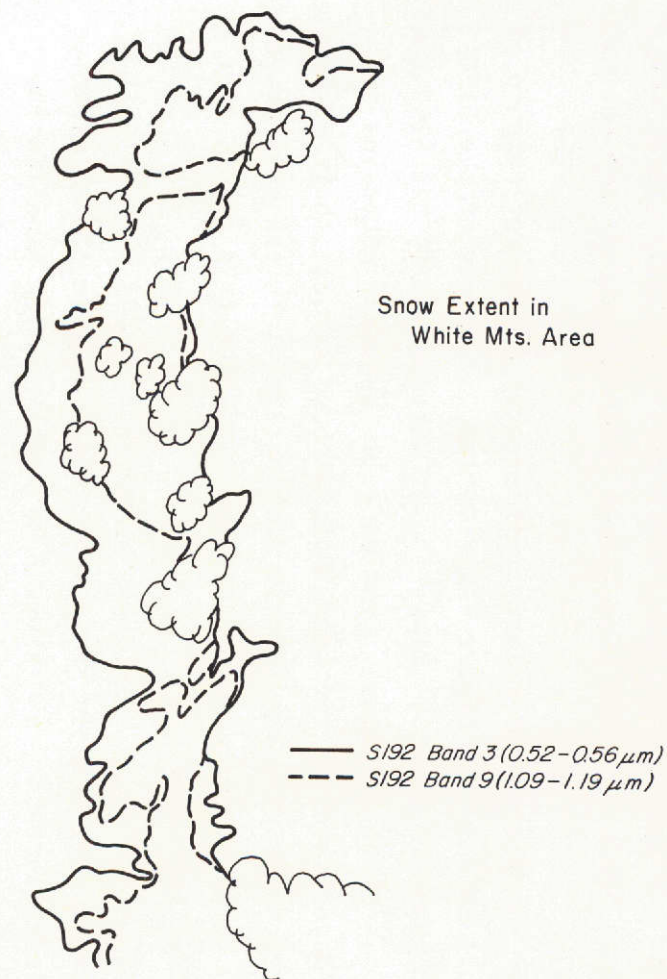 Snow Extent in
White Mts. Area
S192 Band 3 (0.52-0.56 μm)
S192 Band 9 (1.09-1.19 μm)